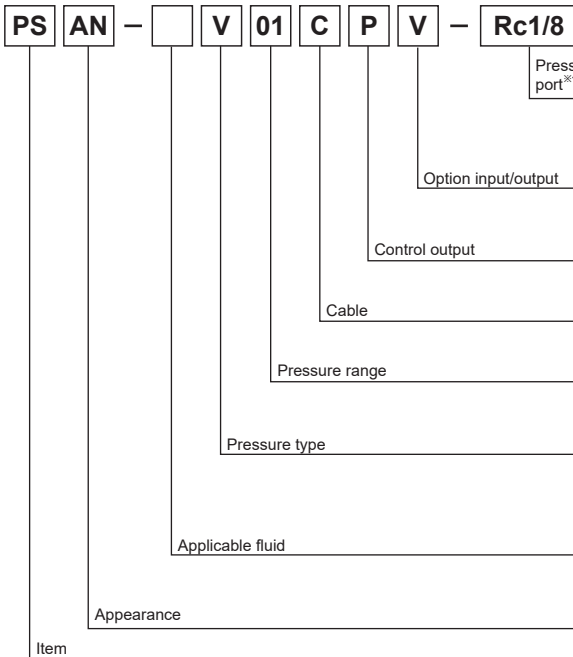 PS AN – V 01 C P V – Rc1/8
port※
Option input/output
Control output
Cable
Pressure range
Pressure type
Applicable fluid
Appearance
Item